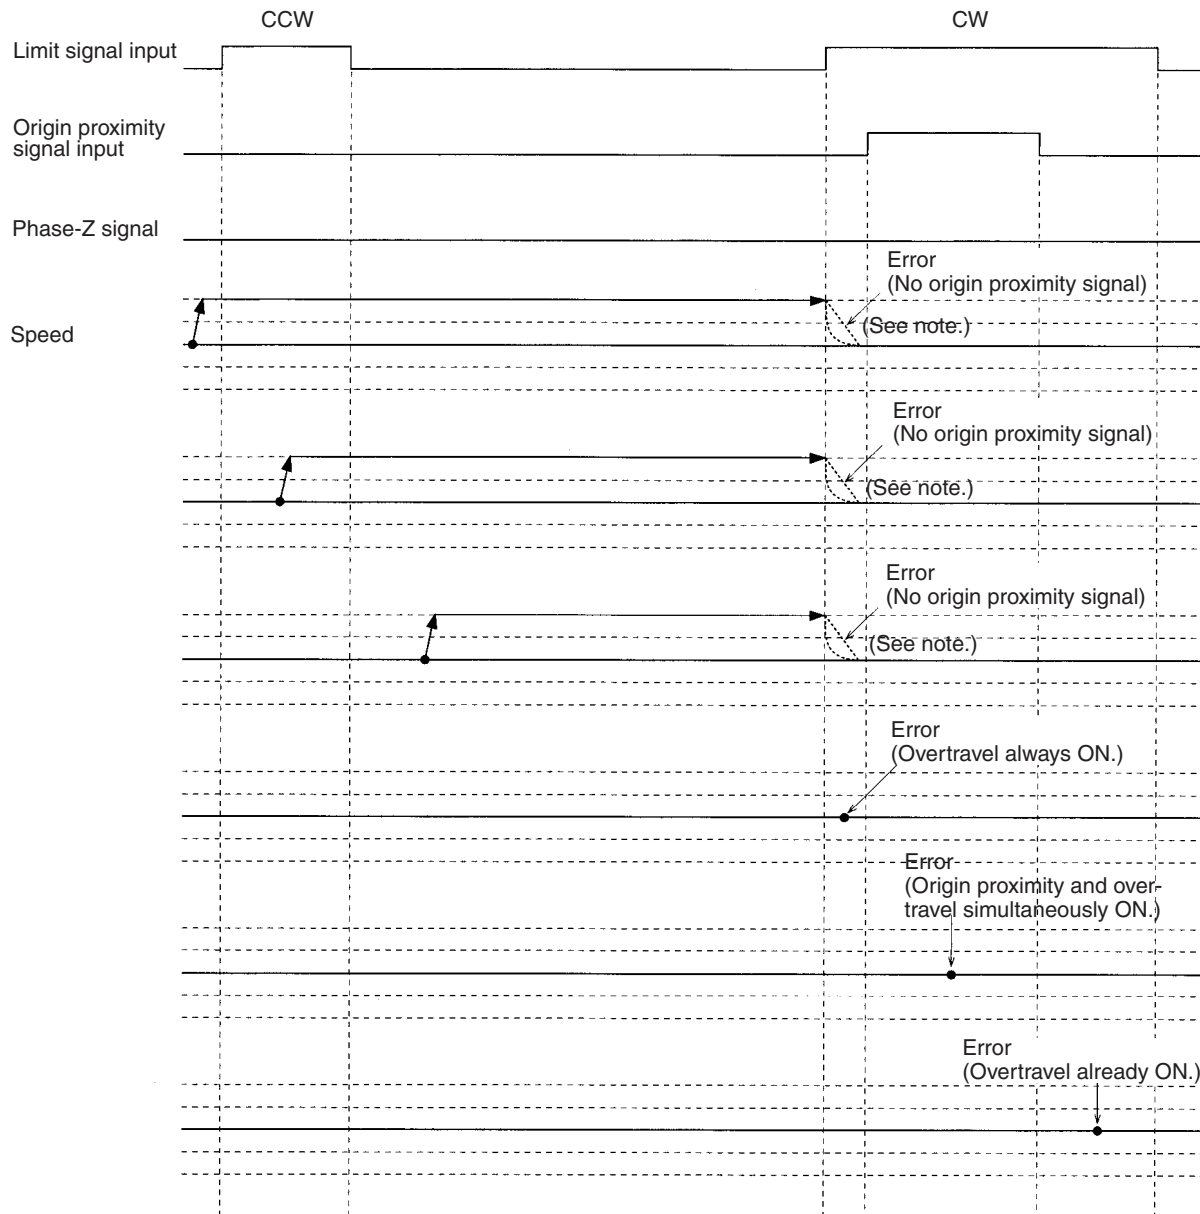 CCW
CW
Limit signal input
Origin proximity
signal input
Phase-Z signal
Error
(No origin proximity signal)
(See note.)
Speed
Error
(No origin proximity signal)
(See note.)
Error
(No origin proximity signal)
(See note.)
Error
(Overtravel always ON.)
Error
(Origin proximity and over-
travel simultaneously ON.)
Error
(Overtravel already ON.)